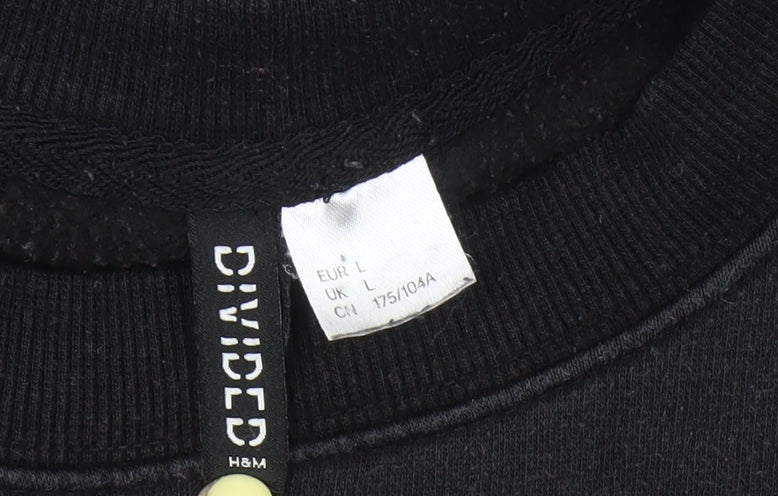 DIVIDED
H&M
EUR L
UK L
CN 175/104A